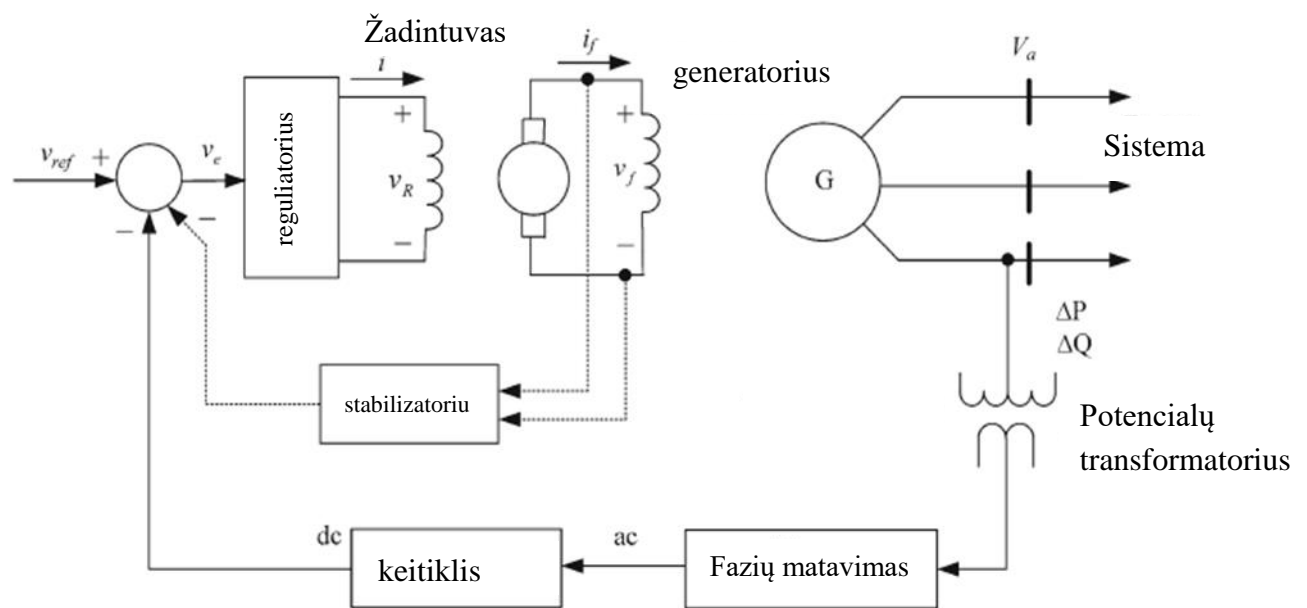 Žadintuvas
i
i_f
generatorius
V_a
v_ref
+
v_e
reguliatorius
+
v_R
−
+
v_f
−
G
Sistema
−
−
ΔP
ΔQ
stabilizatoriu
Potencialų
transformatorius
dc
keitiklis
ac
Fazių matavimas